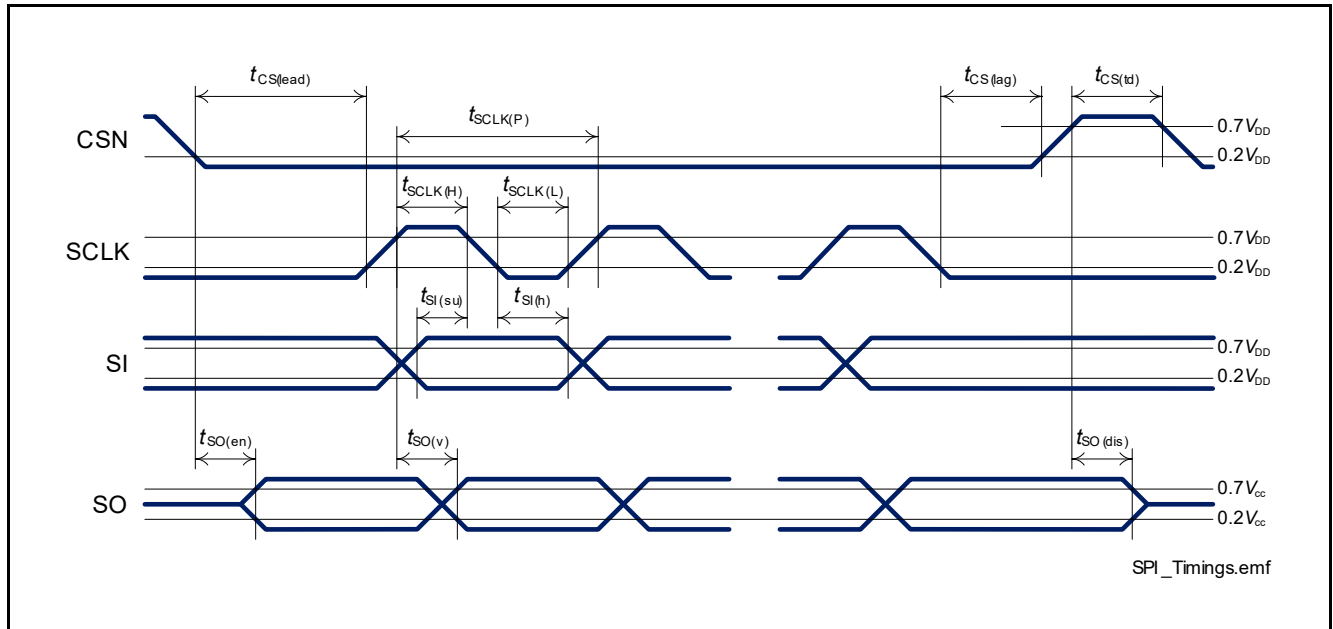 tCS(lead) tCS(lag) tCS(td)
tSCLK(P)
CSN 0.7VDD
0.2VDD
tSCLK(H) tSCLK(L)
SCLK 0.7VDD
0.2VDD
tSI(su) tSI(h)
SI 0.7VDD
0.2VDD
tSO(en) tSO(v) tSO(dis)
SO 0.7Vcc
0.2Vcc
SPI_Timings.emf